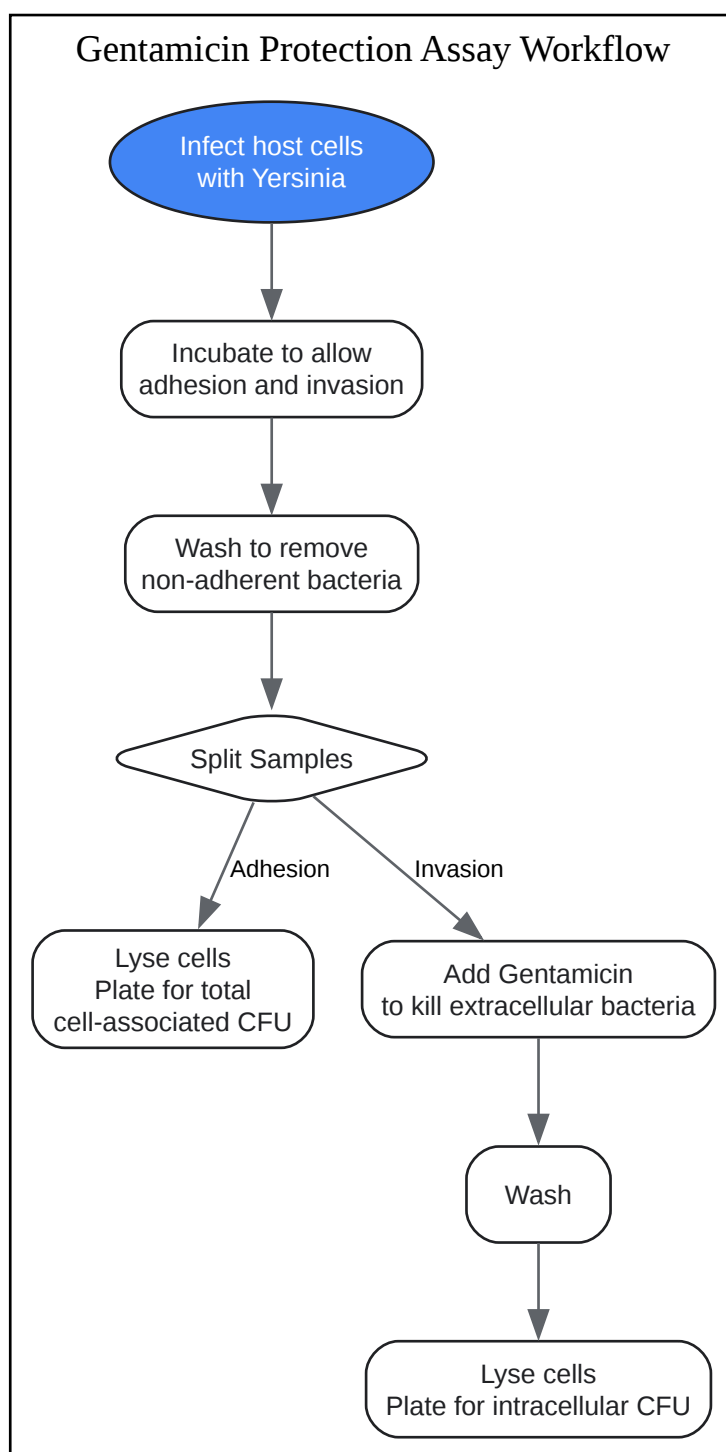 Gentamicin Protection Assay Workflow
Infect host cells
with Yersinia
Incubate to allow
adhesion and invasion
Wash to remove
non-adherent bacteria
Split Samples
Adhesion
Invasion
Lyse cells
Plate for total
cell-associated CFU
Add Gentamicin
to kill extracellular bacteria
Wash
Lyse cells
Plate for intracellular CFU